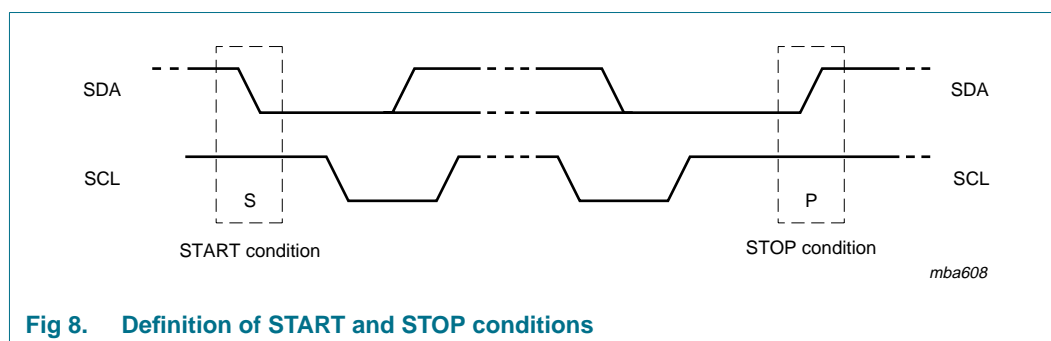 SDA
SDA
SCL
SCL
S
P
START condition
STOP condition
mba608
Fig 8. Definition of START and STOP conditions